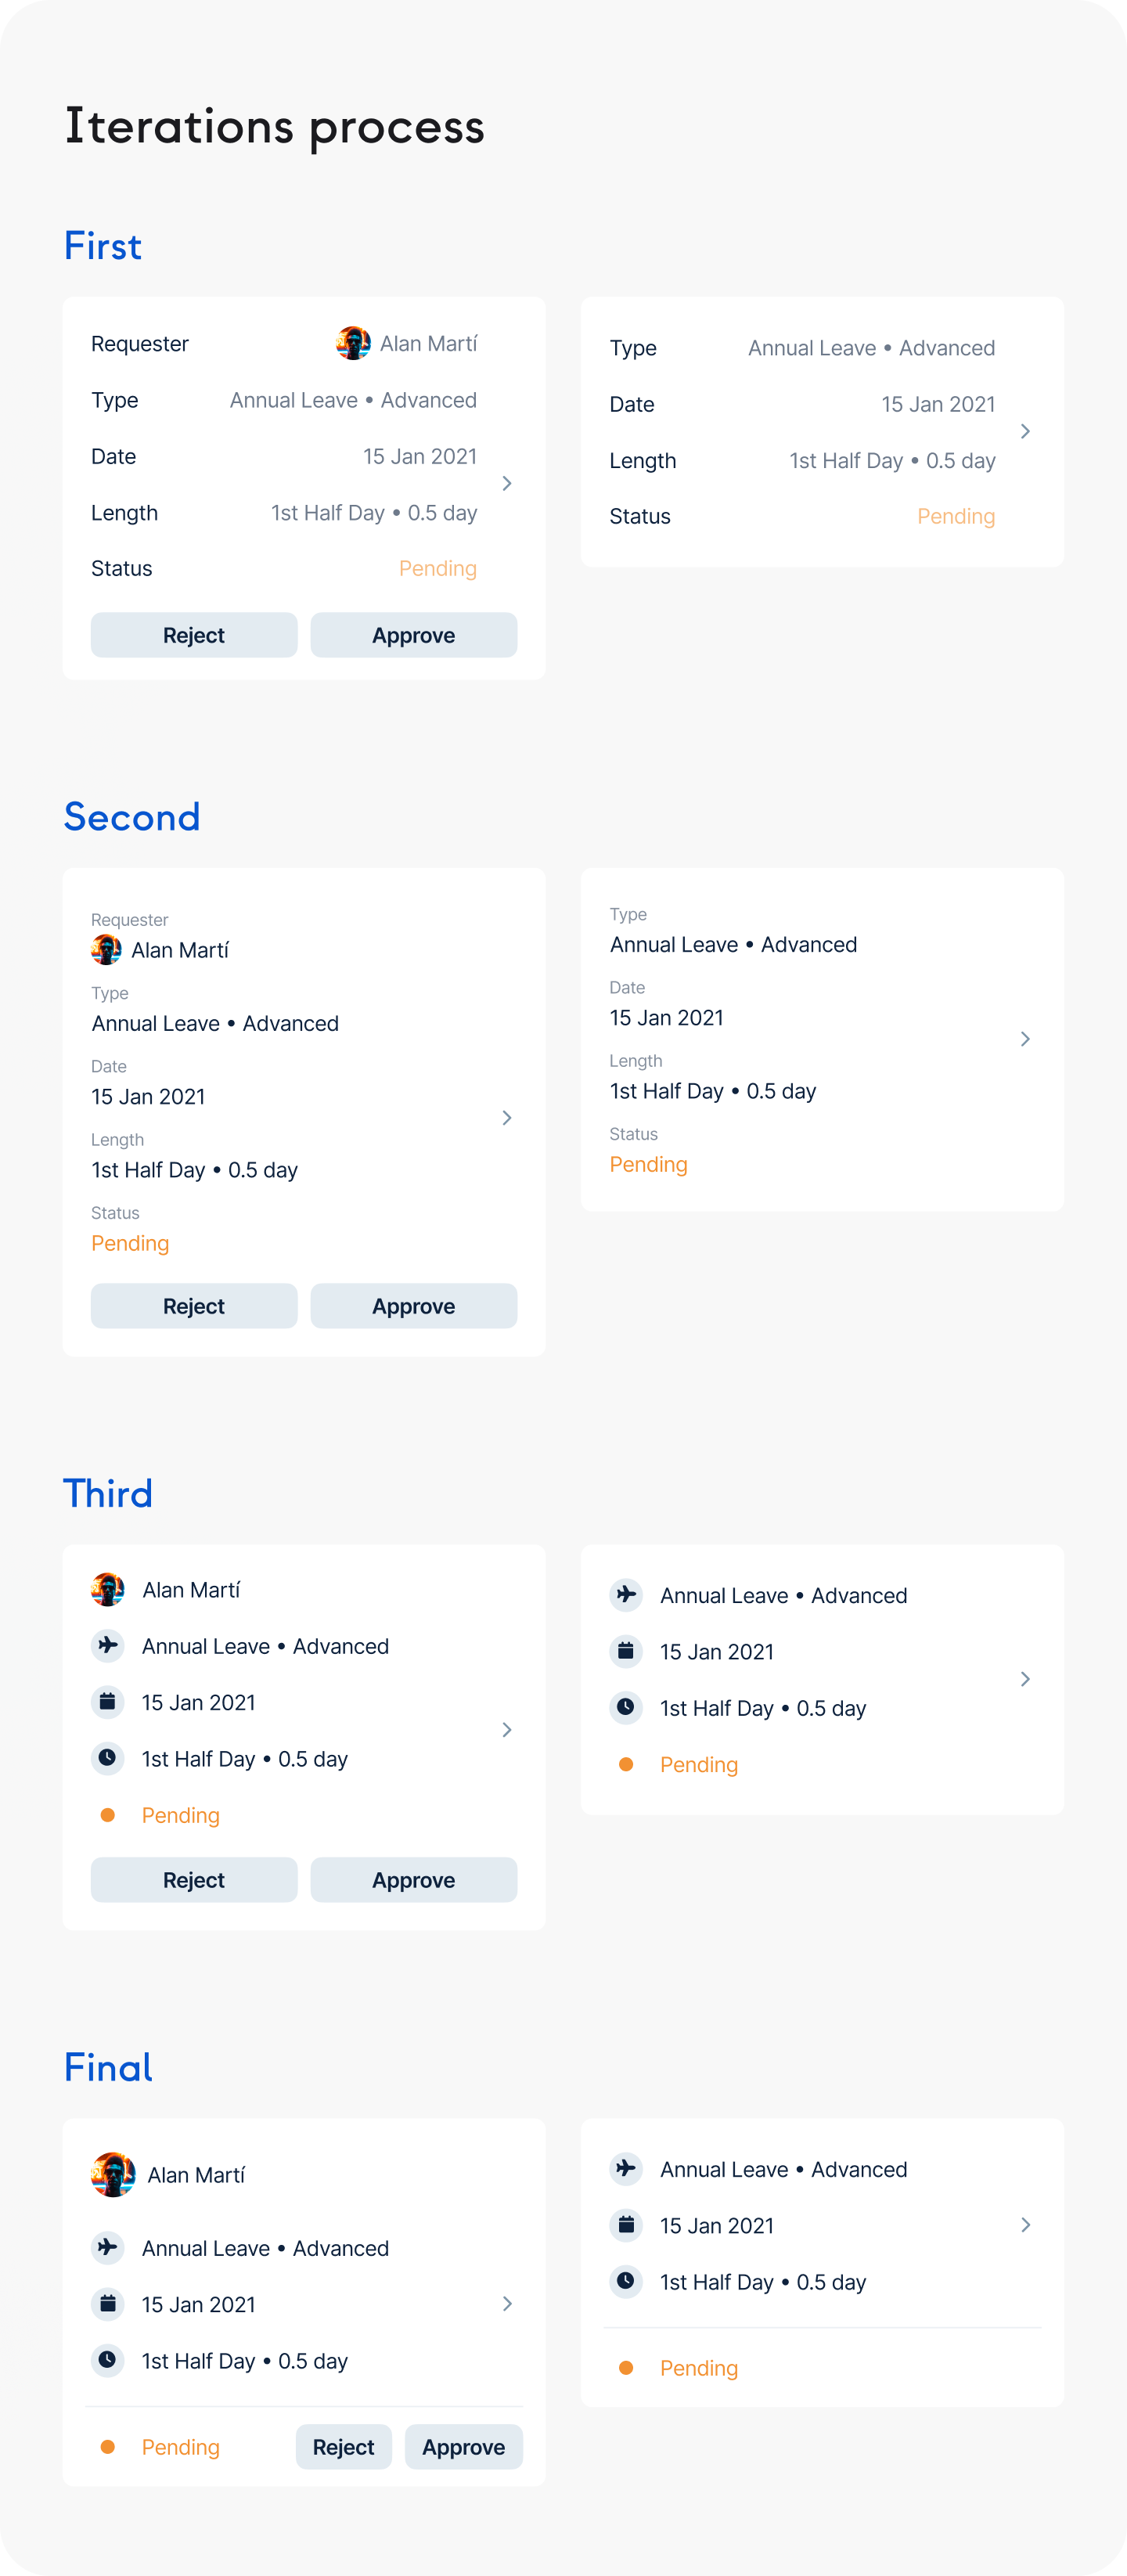 Iterations process
First
Requester Alan Martí
Type Annual Leave • Advanced
Date 15 Jan 2021
Length 1st Half Day • 0.5 day
Status Pending
Reject Approve
Type Annual Leave • Advanced
Date 15 Jan 2021
Length 1st Half Day • 0.5 day
Status Pending
Second
Requester
Alan Martí
Type
Annual Leave • Advanced
Date
15 Jan 2021
Length
1st Half Day • 0.5 day
Status
Pending
Reject Approve
Type
Annual Leave • Advanced
Date
15 Jan 2021
Length
1st Half Day • 0.5 day
Status
Pending
Third
Alan Martí
Annual Leave • Advanced
15 Jan 2021
1st Half Day • 0.5 day
Pending
Reject Approve
Annual Leave • Advanced
15 Jan 2021
1st Half Day • 0.5 day
Pending
Final
Alan Martí
Annual Leave • Advanced
15 Jan 2021
1st Half Day • 0.5 day
Pending Reject Approve
Annual Leave • Advanced
15 Jan 2021
1st Half Day • 0.5 day
Pending